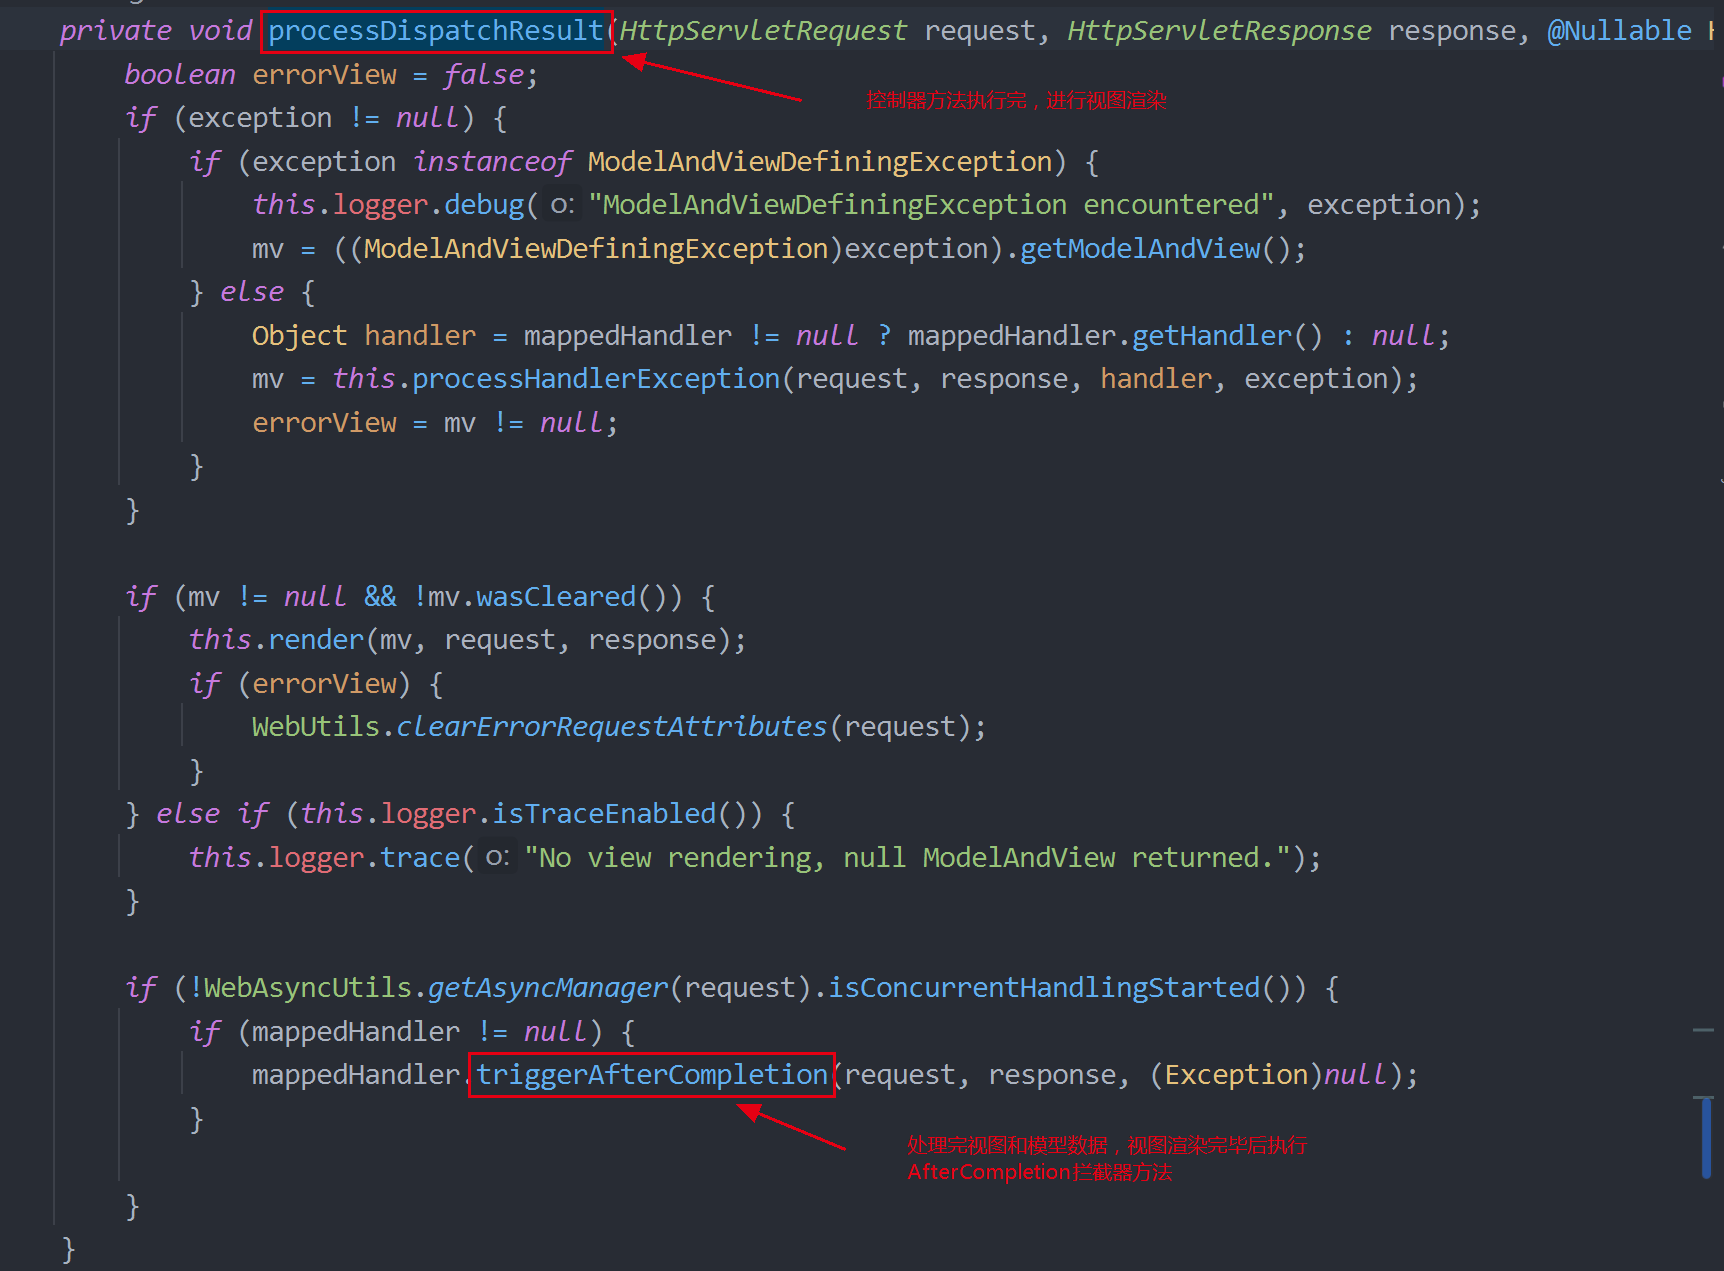 private void processDispatchResult(HttpServletRequest request, HttpServletResponse response, @Nullable
boolean errorView = false;
控制器方法执行完，进行视图渲染
if (exception != null) {
if (exception instanceof ModelAndViewDefiningException) {
this.logger.debug( o: "ModelAndViewDefiningException encountered", exception);
mv = ((ModelAndViewDefiningException)exception).getModelAndView();
} else {
Object handler = mappedHandler != null ? mappedHandler.getHandler() : null;
mv = this.processHandlerException(request, response, handler, exception);
errorView = mv != null;
}
}
if (mv != null && !mv.wasCleared()) {
this.render(mv, request, response);
if (errorView) {
WebUtils.clearErrorRequestAttributes(request);
}
} else if (this.logger.isTraceEnabled()) {
this.logger.trace( o: "No view rendering, null ModelAndView returned.");
}
if (!WebAsyncUtils.getAsyncManager(request).isConcurrentHandlingStarted()) {
if (mappedHandler != null) {
mappedHandler.triggerAfterCompletion(request, response, (Exception)null);
}
处理完视图和模型数据，视图渲染完毕后执行
AfterCompletion拦截器方法
}
}